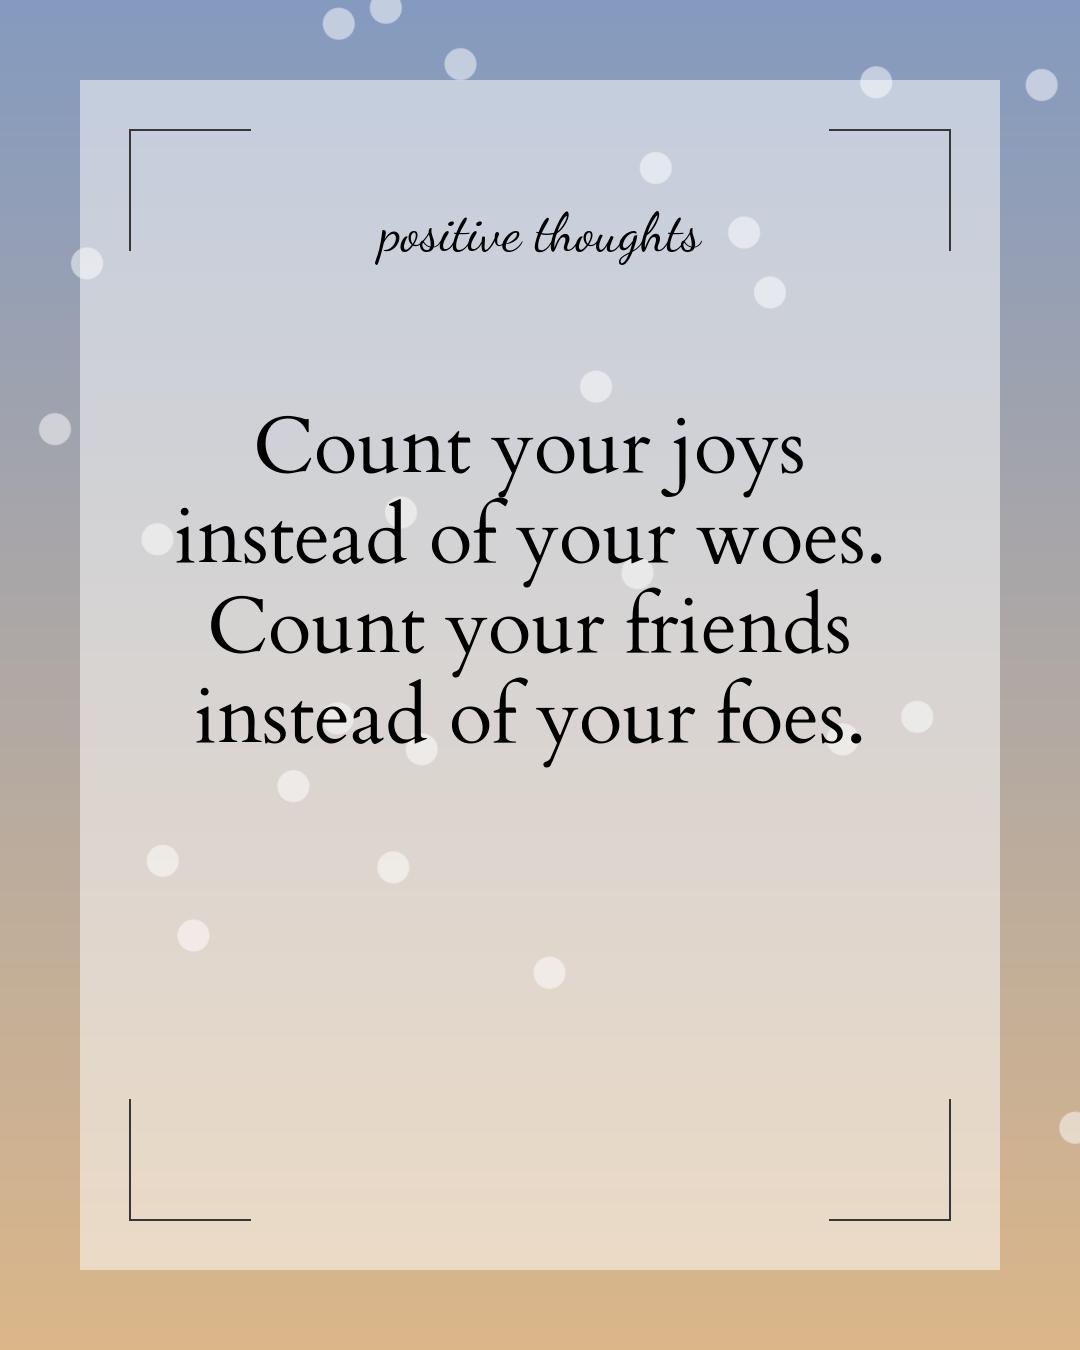 positive thoughts
Count your joys
instead of your woes.
Count your friends
instead of your foes.